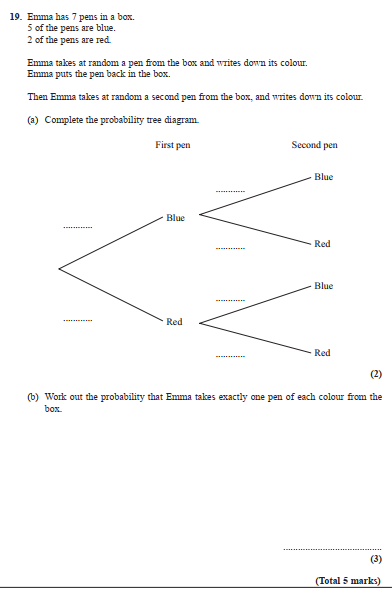 19. Emma has 7 pens in a box.
5 of the pens are blue.
2 of the pens are red.
Emma takes at random a pen from the box and writes down its colour.
Emma puts the pen back in the box.
Then Emma takes at random a second pen from the box, and writes down its colour.
(a) Complete the probability tree diagram.
First pen Second pen
Blue
............
............ Blue
............ Red
............ Blue
............ Red
............ Red
(2)
(b) Work out the probability that Emma takes exactly one pen of each colour from the
box.
.......................................
(3)
(Total 5 marks)